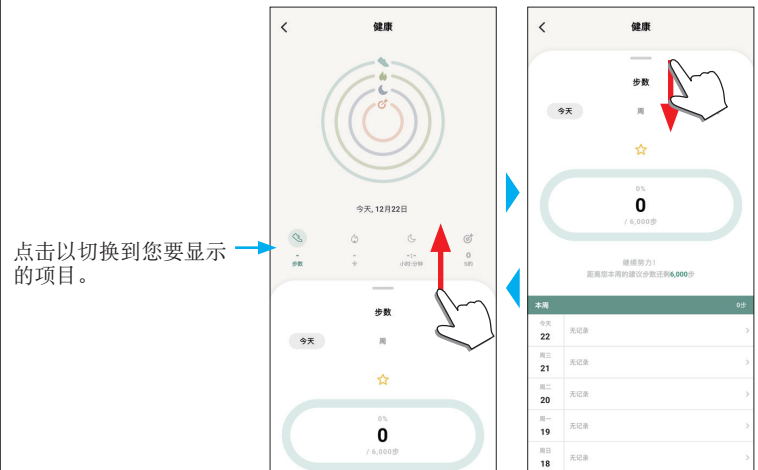 点击以切换到您要显示
的项目。
健康
今天, 12月22日
-
步数
-
卡
-:-
小时:分钟
0
步数
今天
周
0%
0
/ 6,000步
健康
步数
今天
周
0%
0
/ 6,000步
继续努力!
距离您本周的建议步数还剩6,000步
本周
0步
今天
22
无记录
周三
21
无记录
周二
20
无记录
周一
19
无记录
周日
18
无记录